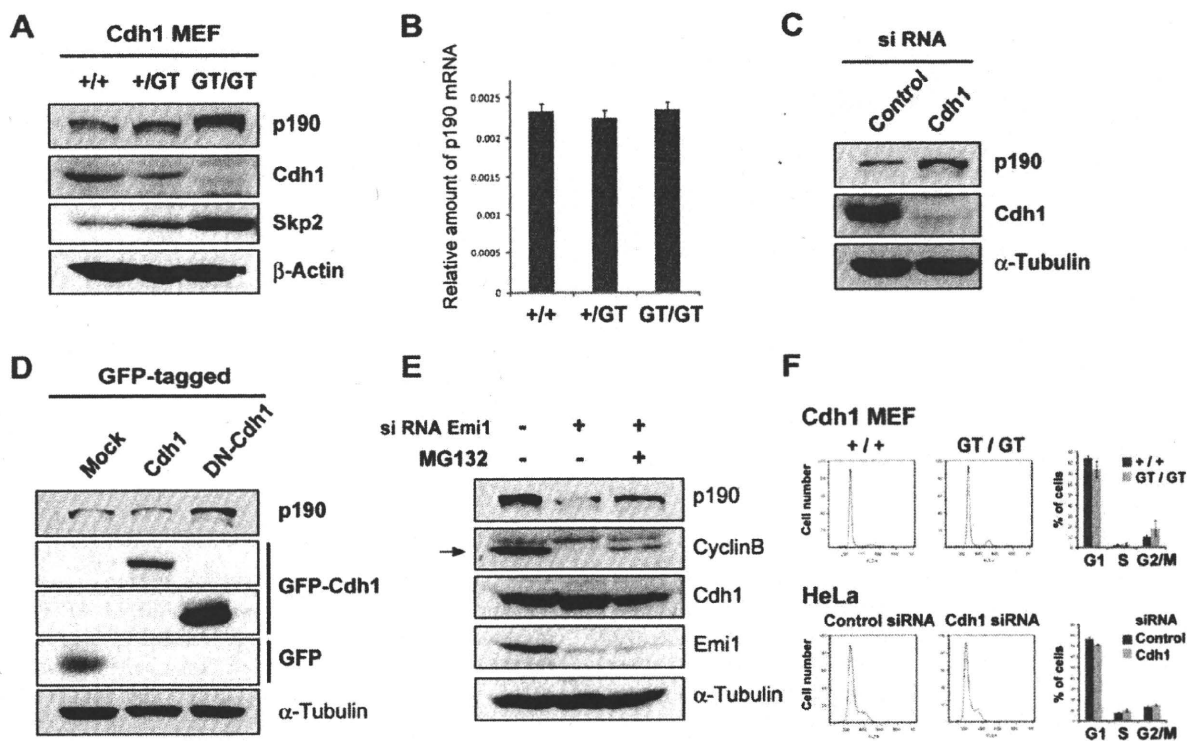 A
Cdh1 MEF
+/+ +/GT GT/GT
p190
Cdh1
Skp2
β-Actin
B
Relative amount of p190 mRNA
0.0025
0.002
0.0015
0.001
0.0005
0
+/+ +/GT GT/GT
C
si RNA
Control Cdh1
p190
Cdh1
α-Tubulin
D
GFP-tagged
Mock Cdh1 DN-Cdh1
p190
GFP-Cdh1
GFP
α-Tubulin
E
si RNA Emi1 - + +
MG132 - - +
p190
CyclinB
Cdh1
Emi1
α-Tubulin
F
Cdh1 MEF
+ / + GT / GT
Cell number
% of cells
+ / +
GT / GT
G1 S G2/M
HeLa
Control siRNA Cdh1 siRNA
Cell number
% of cells
siRNA
Control
Cdh1
G1 S G2/M